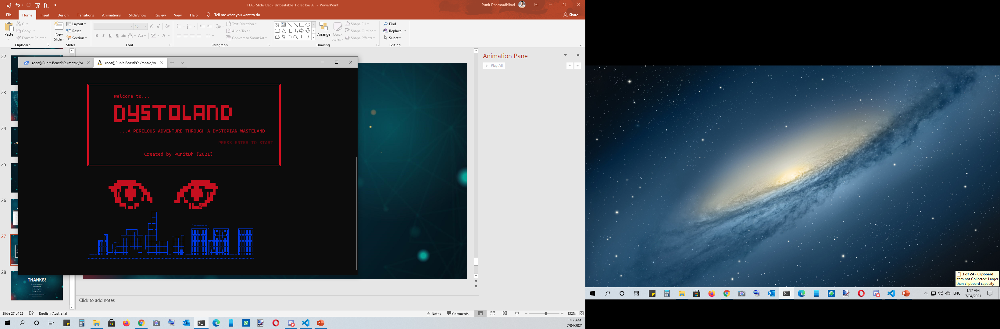 T1A3_Slide_Deck_Unbeatable_TicTacToe_AI - PowerPoint
Punit Dharmadhikari
File Home Insert Design Transitions Animations Slide Show Review View Help Tell me what you want to do
Share
Paste
Cut
Copy
Format Painter
Clipboard
New Slide
Layout
Reset
Section
Slides
16
B I U S abc AV Aa
Font
Text Direction
Align Text
Convert to SmartArt
Paragraph
Arrange
Quick Styles
Shape Fill
Shape Outline
Shape Effects
Drawing
Find
Replace
Select
Editing
22
23
24
25
26
27
28
THANKS!
root@Punit-BeastPC: /mnt/d/or
root@Punit-BeastPC: /mnt/d/or
Welcome to...
DYSTOLAND
...A PERILOUS ADVENTURE THROUGH A DYSTOPIAN WASTELAND
PRESS ENTER TO START
Created by PunitDh (2021)
Animation Pane
Play All
Click to add notes
Slide 27 of 28
English (Australia)
Notes
Comments
132%
1:17 AM
7/04/2021
3 of 24 - Clipboard
Item not Collected: Larger
than clipboard capacity
ENG
1:17 AM
7/04/2021